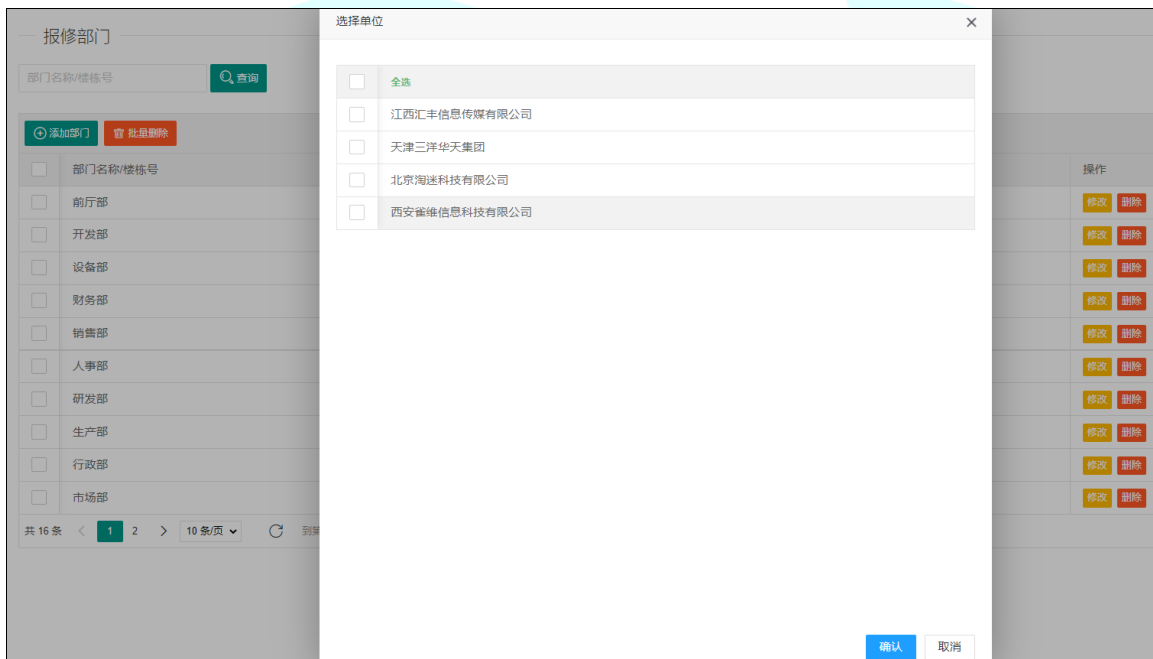 报修部门
部门名称/楼栋号 查询
添加部门 批量删除
部门名称/楼栋号 操作
前厅部 修改 删除
开发部 修改 删除
设备部 修改 删除
财务部 修改 删除
销售部 修改 删除
人事部 修改 删除
研发部 修改 删除
生产部 修改 删除
行政部 修改 删除
市场部 修改 删除
共 16 条 1 2 10 条/页 到第
选择单位
全选
江西汇丰信息传媒有限公司
天津三洋华天集团
北京淘迷科技有限公司
西安雀维信息科技有限公司
确认 取消